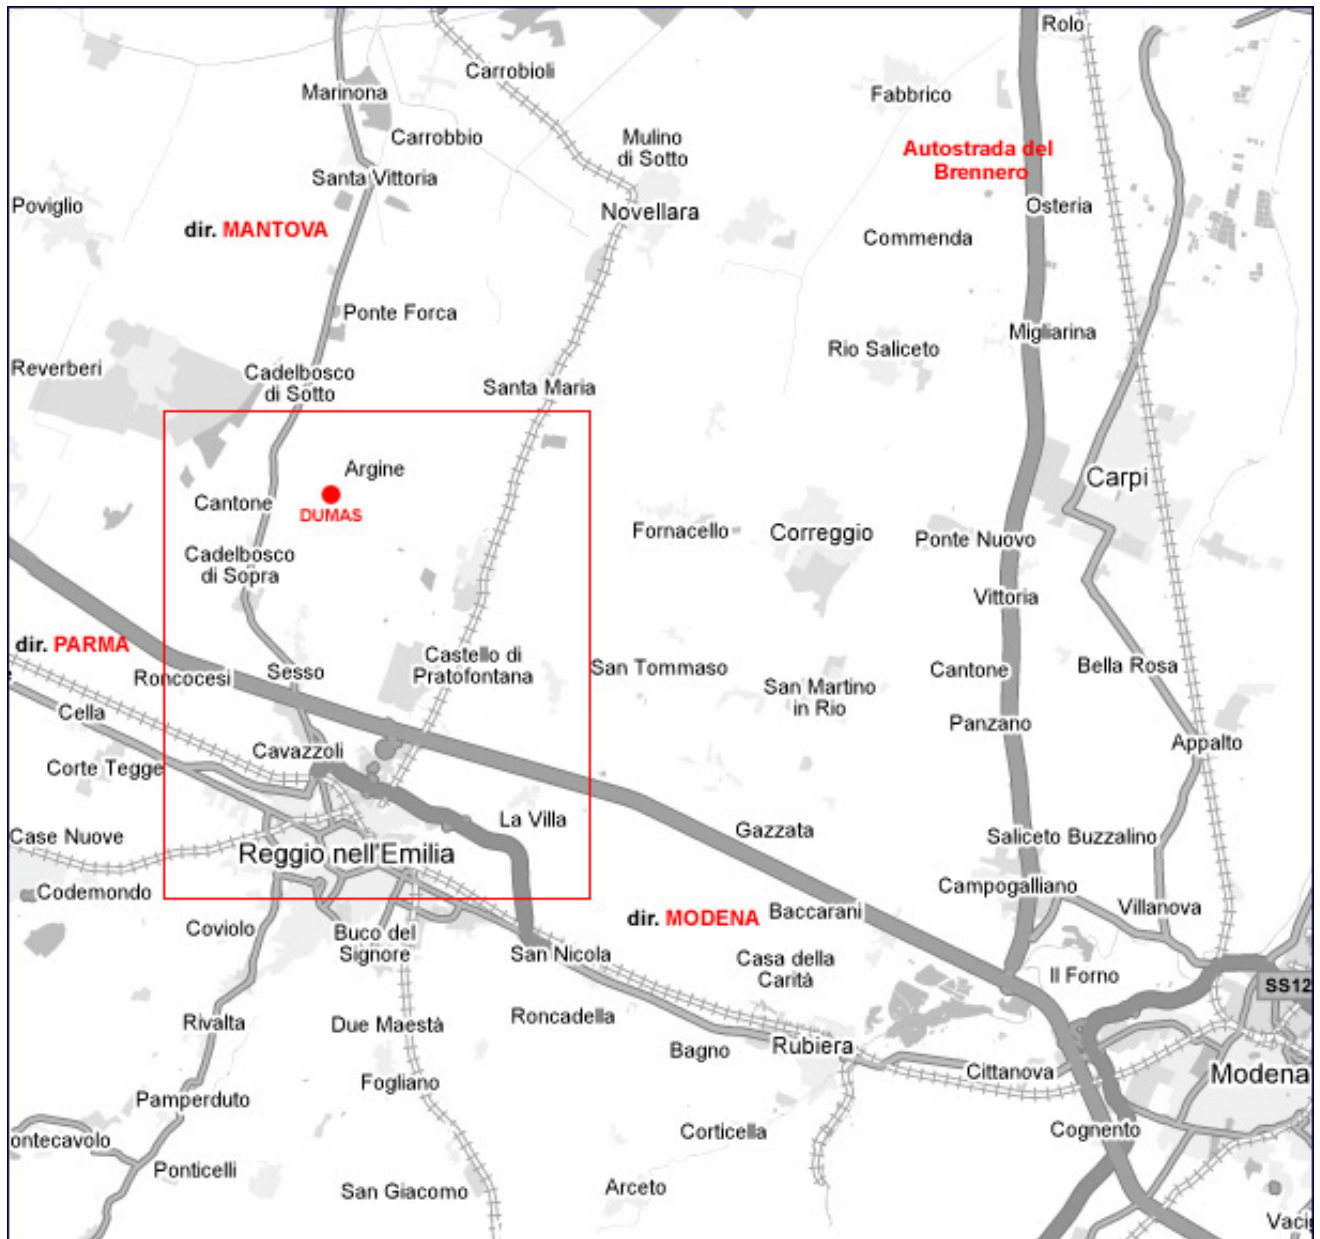 Rolo
Carrobioli
Marinona
Fabbrico
Carrobbio
Mulino
di Sotto
Autostrada del
Brennero
Santa Vittoria
Poviglio
Novellara
Osteria
dir. MANTOVA
Commenda
Ponte Forca
Migliarina
Rio Saliceto
Reverberi
Cadelbosco
di Sotto
Santa Maria
Argine
Carpi
Cantone
DUMAS
Fornacello
Correggio
Ponte Nuovo
Cadelbosco
di Sopra
Vittoria
dir. PARMA
Castello di
Pratofontana
San Tommaso
Bella Rosa
Sesso
Roncocesi
Cantone
San Martino
in Rio
Cella
Panzano
Appalto
Cavazzoli
Corte Tegge
La Villa
Gazzata
Case Nuove
Saliceto Buzzalino
Reggio nell'Emilia
Codemondo
Campogalliano
Villanova
Baccarani
dir. MODENA
Coviolo
Buco del
Signore
San Nicola
Casa della
Carità
Il Forno
SS12
Rivalta
Due Maestà
Roncadella
Bagno
Rubiera
Cittanova
Modena
Fogliano
Pamperduto
Corticella
Cognento
ontecavolo
Ponticelli
San Giacomo
Arceto
Vaci